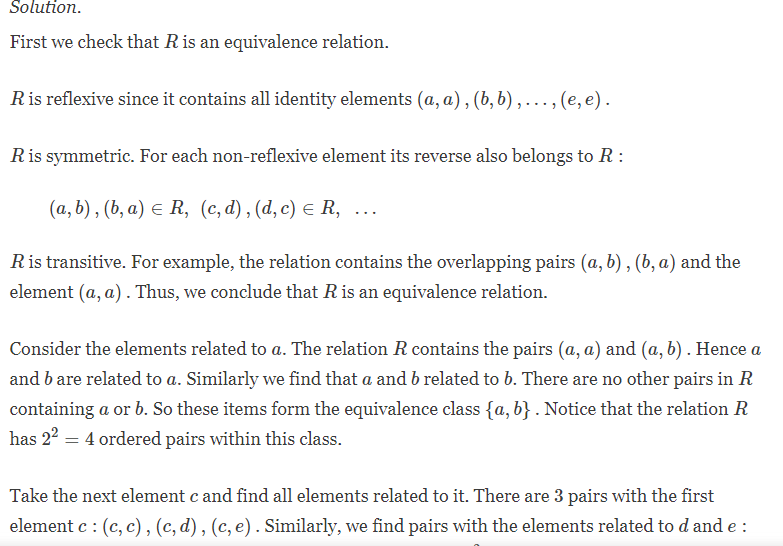 Solution.
First we check that R is an equivalence relation.
R is reflexive since it contains all identity elements (a, a) , (b, b) , . . . , (e, e) .
R is symmetric. For each non-reflexive element its reverse also belongs to R :
(a, b) , (b, a) ∈ R, (c, d) , (d, c) ∈ R, . . .
R is transitive. For example, the relation contains the overlapping pairs (a, b) , (b, a) and the
element (a, a) . Thus, we conclude that R is an equivalence relation.
Consider the elements related to a. The relation R contains the pairs (a, a) and (a, b) . Hence a
and b are related to a. Similarly we find that a and b related to b. There are no other pairs in R
containing a or b. So these items form the equivalence class {a, b} . Notice that the relation R
has 2² = 4 ordered pairs within this class.
Take the next element c and find all elements related to it. There are 3 pairs with the first
element c : (c, c) , (c, d) , (c, e) . Similarly, we find pairs with the elements related to d and e :